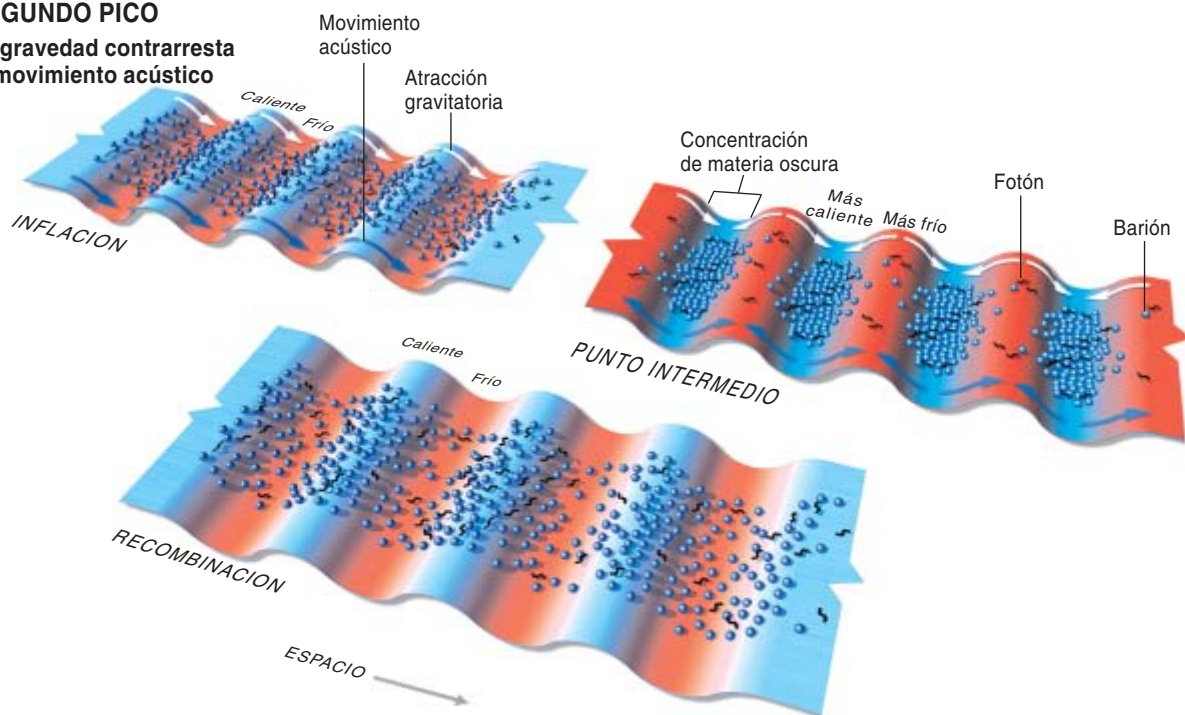 GUNDO PICO
gravedad contrarresta
movimiento acústico
Movimiento
acústico
Atracción
gravitatoria
Caliente
Frío
INFLACION
Concentración
de materia oscura
Más
caliente
Más frío
Fotón
Barión
PUNTO INTERMEDIO
Caliente
Frío
RECOMBINACION
ESPACIO